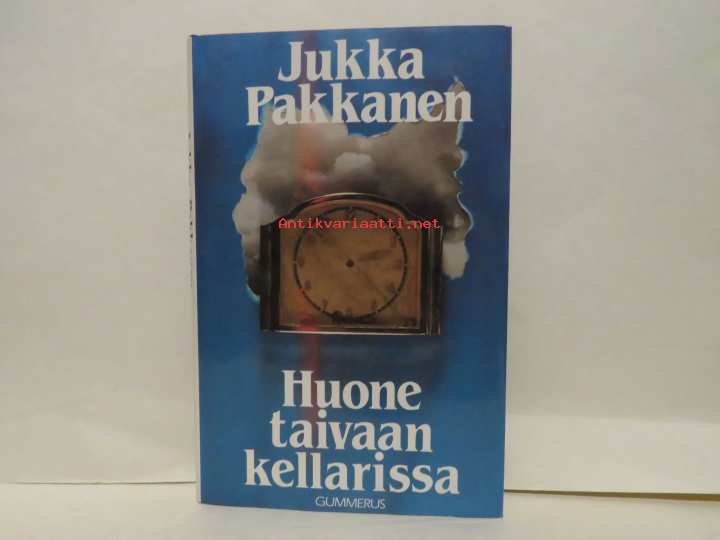 Jukka
Pakkanen
Antikvariaatti.net
Huone
taivaan
kellarissa
GUMMERUS